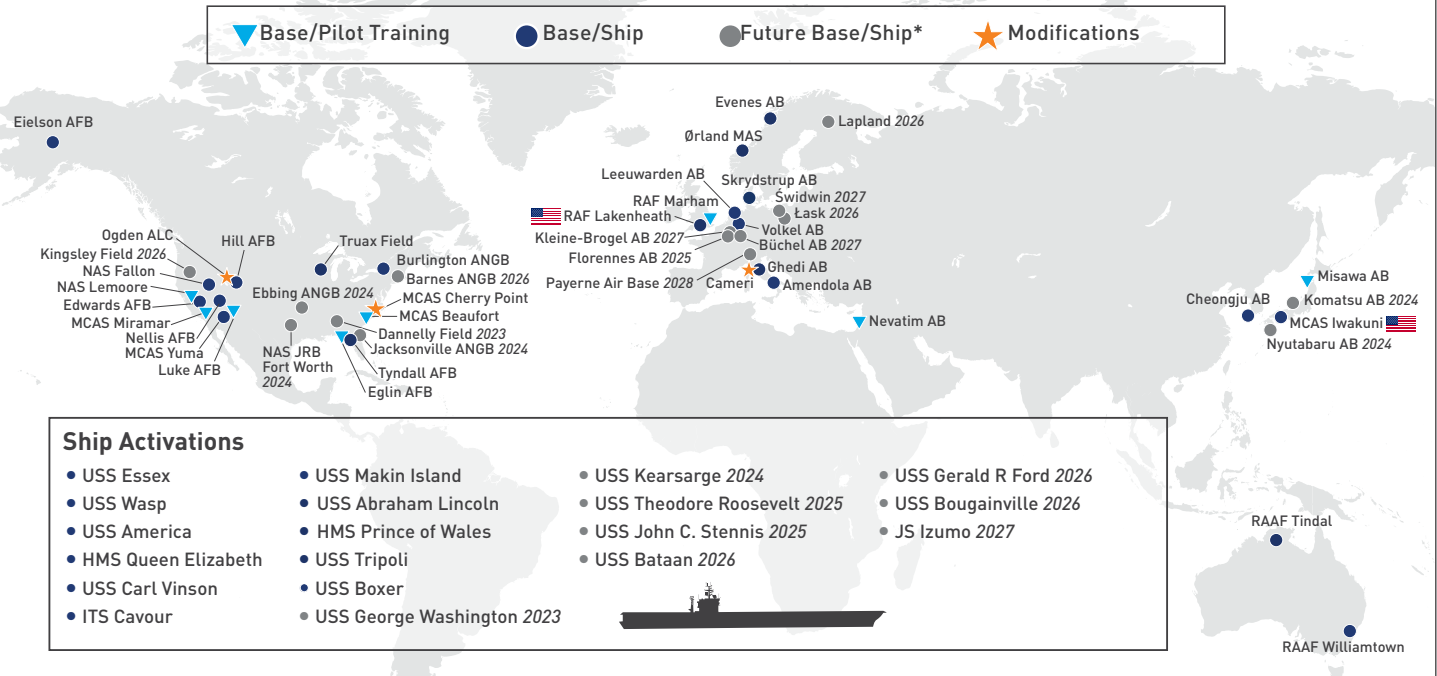 Base/Pilot Training
Base/Ship
Future Base/Ship*
Modifications
Eielson AFB
Ogden ALC
Hill AFB
Kingsley Field 2026
NAS Fallon
NAS Lemoore
Edwards AFB
MCAS Miramar
Nellis AFB
MCAS Yuma
Luke AFB
Truax Field
Burlington ANGB
Barnes ANGB 2026
Ebbing ANGB 2024
MCAS Cherry Point
MCAS Beaufort
Dannelly Field 2023
Jacksonville ANGB 2024
NAS JRB
Fort Worth
2024
Tyndall AFB
Eglin AFB
Evenes AB
Lapland 2026
Ørland MAS
Leeuwarden AB
Skrydstrup AB
RAF Marham
Świdwin 2027
Łask 2026
RAF Lakenheath
Volkel AB
Kleine-Brogel AB 2027
Büchel AB 2027
Florennes AB 2025
Ghedi AB
Payerne Air Base 2028
Cameri
Amendola AB
Nevatim AB
Misawa AB
Cheongju AB
Komatsu AB 2024
MCAS Iwakuni
Nyutabaru AB 2024
RAAF Tindal
RAAF Williamtown
Ship Activations
USS Essex
USS Wasp
USS America
HMS Queen Elizabeth
USS Carl Vinson
ITS Cavour
USS Makin Island
USS Abraham Lincoln
HMS Prince of Wales
USS Tripoli
USS Boxer
USS George Washington 2023
USS Kearsarge 2024
USS Theodore Roosevelt 2025
USS John C. Stennis 2025
USS Bataan 2026
USS Gerald R Ford 2026
USS Bougainville 2026
JS Izumo 2027